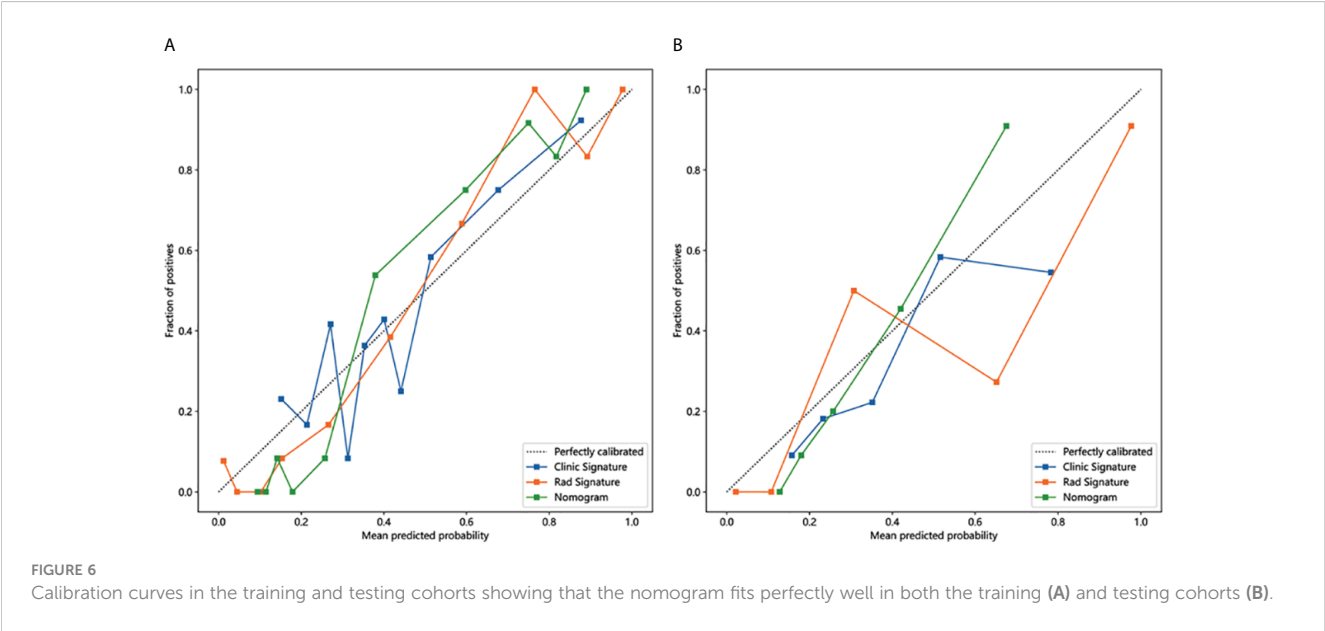 A
B
1.0
0.8
0.6
0.4
0.2
0.0
Fraction of positives
0.0 0.2 0.4 0.6 0.8 1.0
Mean predicted probability
Perfectly calibrated
Clinic Signature
Rad Signature
Nomogram
1.0
0.8
0.6
0.4
0.2
0.0
Fraction of positives
0.0 0.2 0.4 0.6 0.8 1.0
Mean predicted probability
Perfectly calibrated
Clinic Signature
Rad Signature
Nomogram
FIGURE 6
Calibration curves in the training and testing cohorts showing that the nomogram fits perfectly well in both the training (A) and testing cohorts (B).